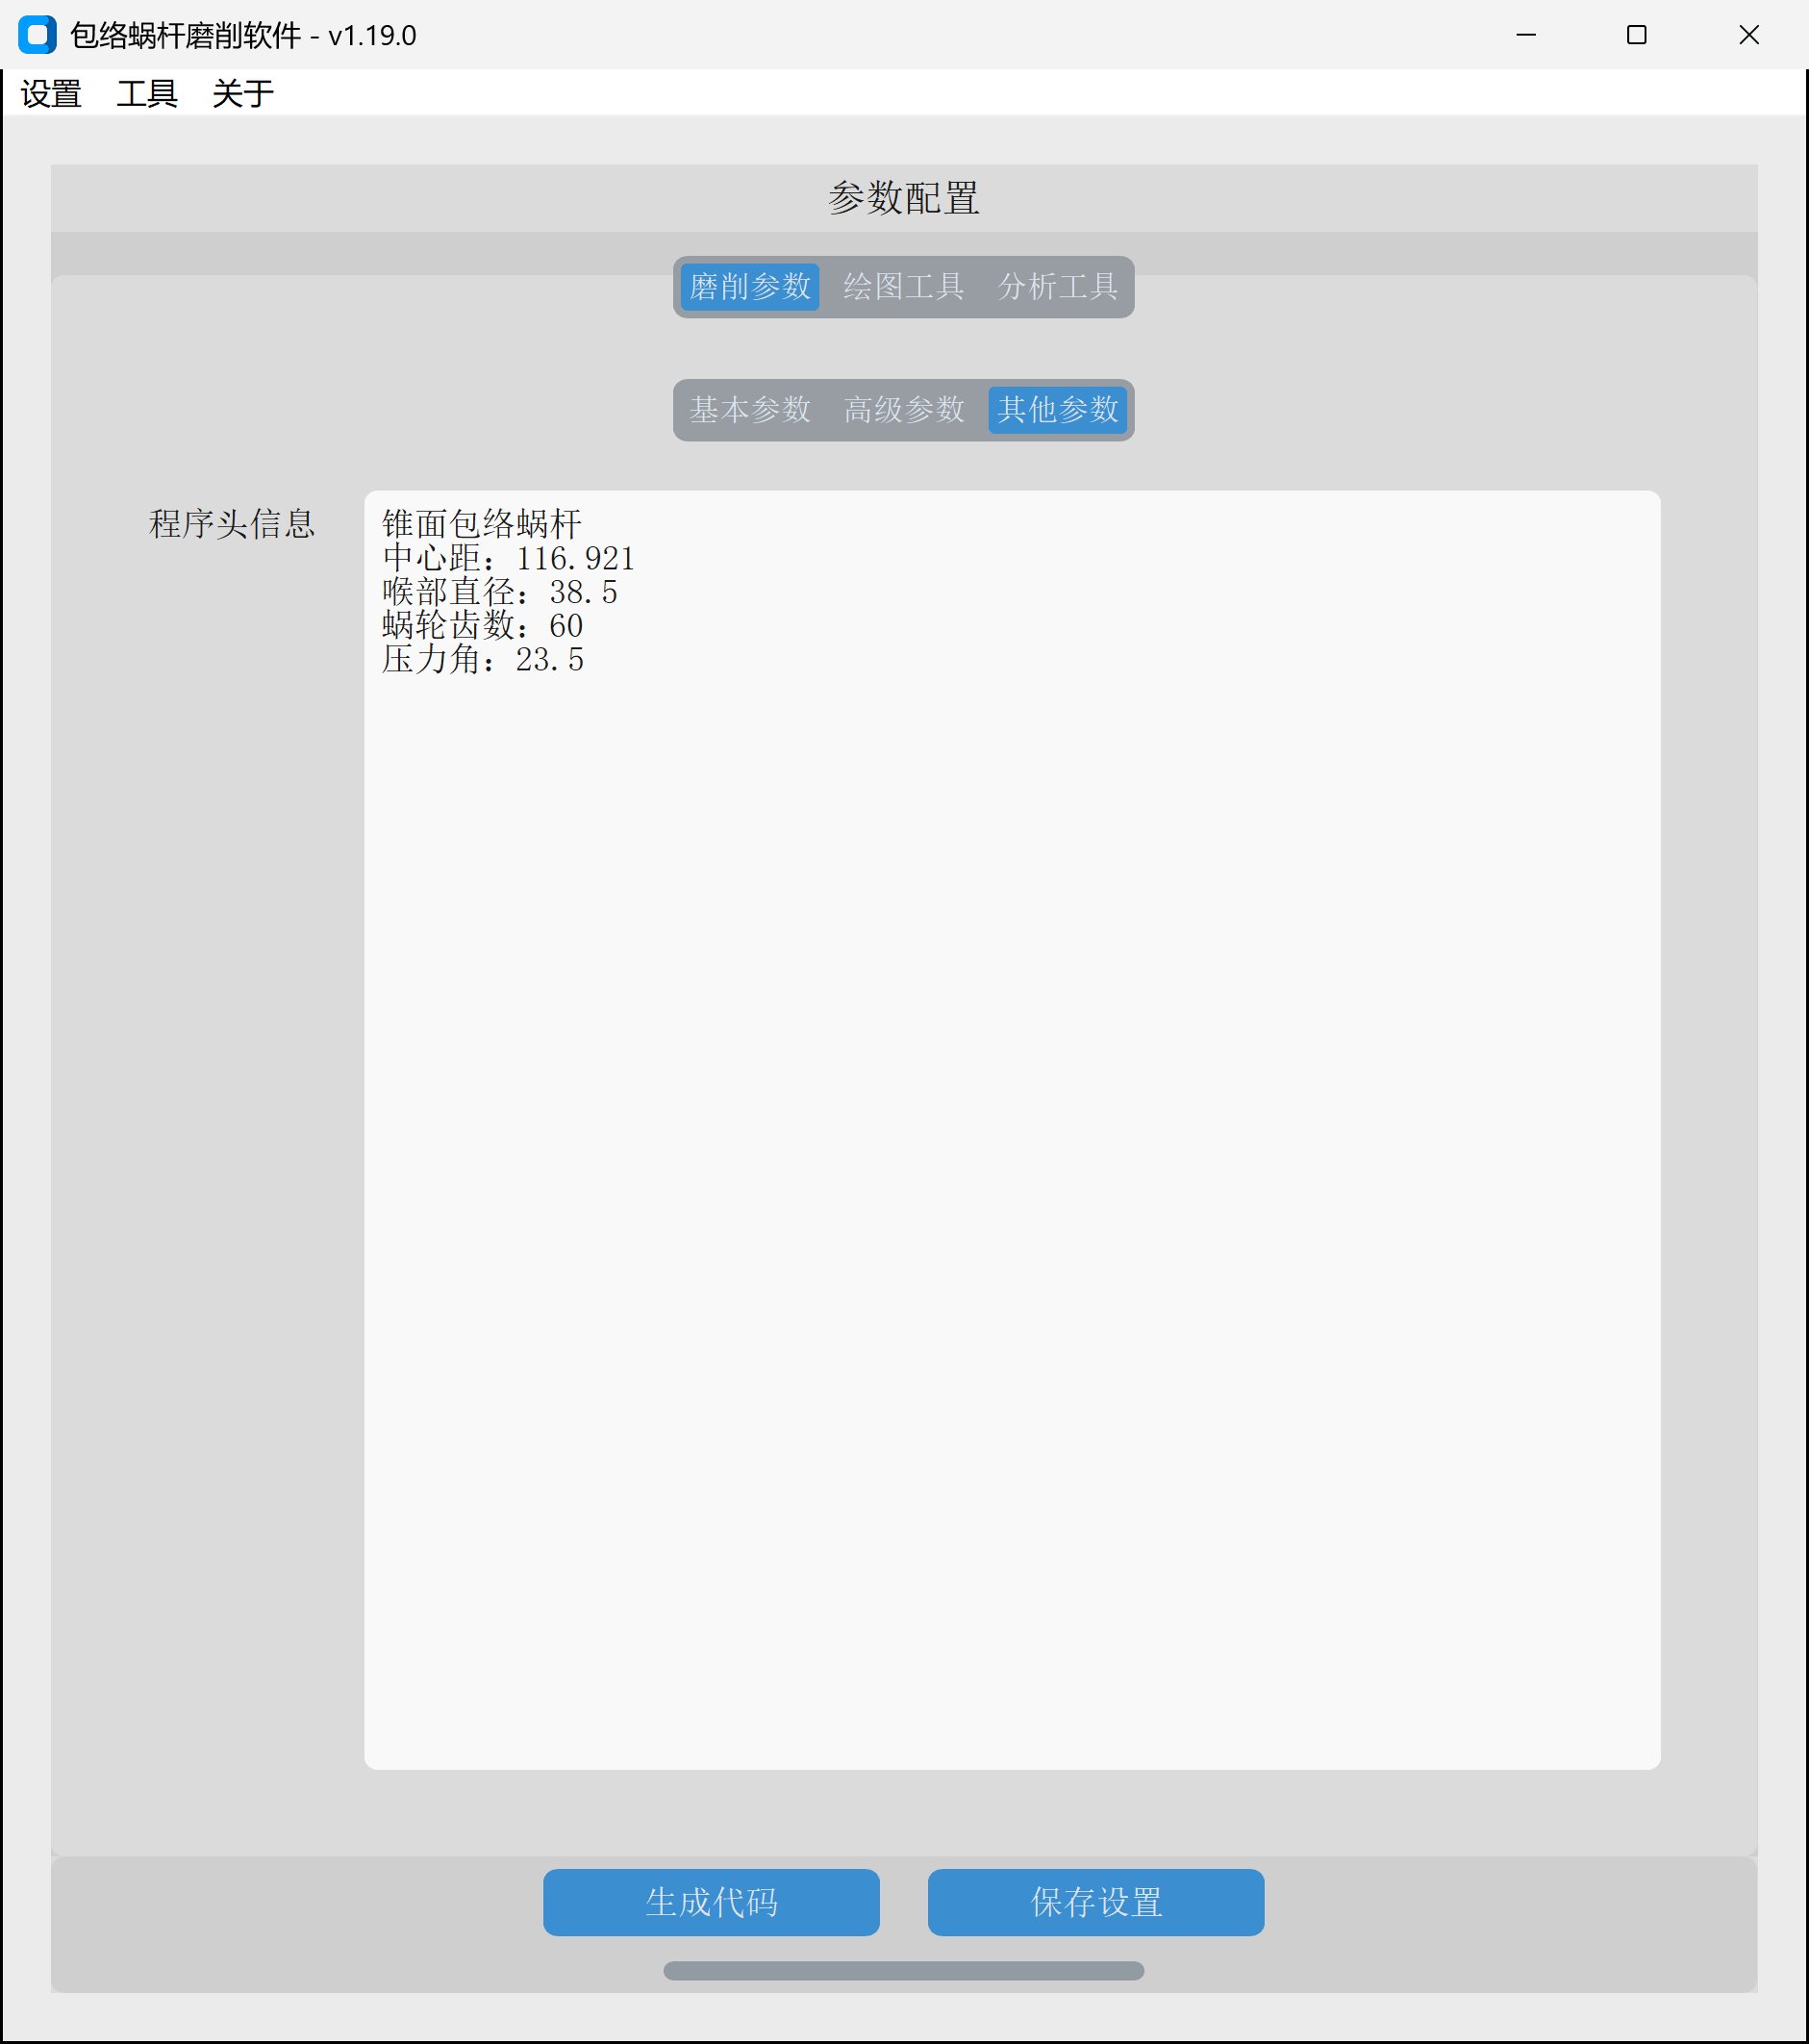 包络蜗杆磨削软件 - v1.19.0
设置 工具 关于
参数配置
磨削参数 绘图工具 分析工具
基本参数 高级参数 其他参数
程序头信息
锥面包络蜗杆
中心距：116.921
喉部直径：38.5
蜗轮齿数：60
压力角：23.5
生成代码 保存设置